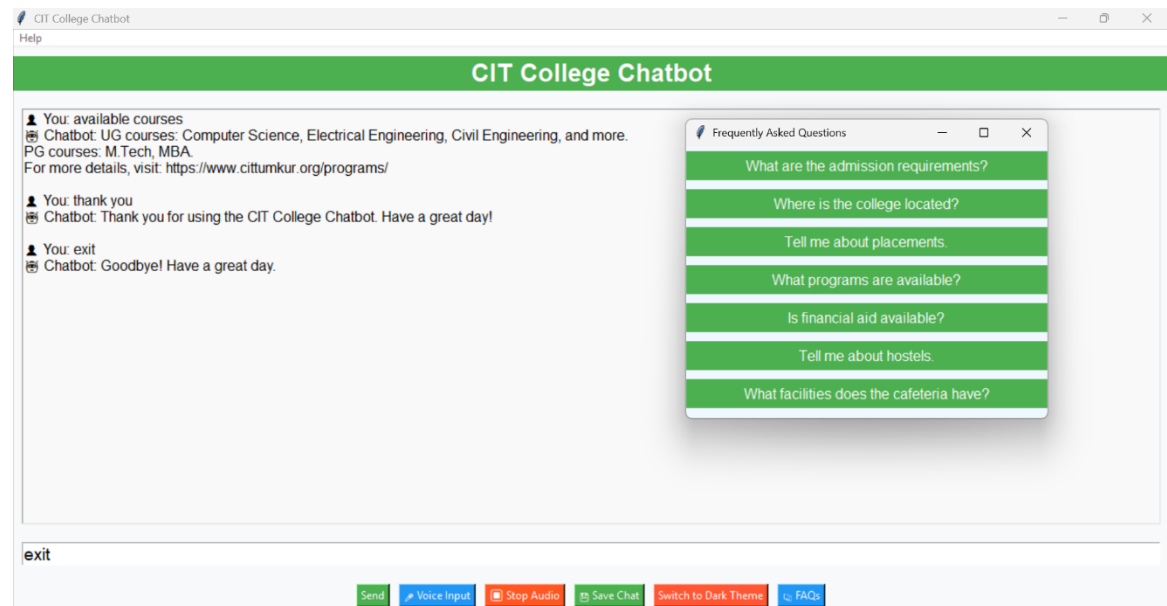 CIT College Chatbot
Help
CIT College Chatbot
You: available courses
Chatbot: UG courses: Computer Science, Electrical Engineering, Civil Engineering, and more.
PG courses: M.Tech, MBA.
For more details, visit: https://www.cittumkur.org/programs/
You: thank you
Chatbot: Thank you for using the CIT College Chatbot. Have a great day!
You: exit
Chatbot: Goodbye! Have a great day.
Frequently Asked Questions
What are the admission requirements?
Where is the college located?
Tell me about placements.
What programs are available?
Is financial aid available?
Tell me about hostels.
What facilities does the cafeteria have?
exit
Send Voice Input Stop Audio Save Chat Switch to Dark Theme FAQs